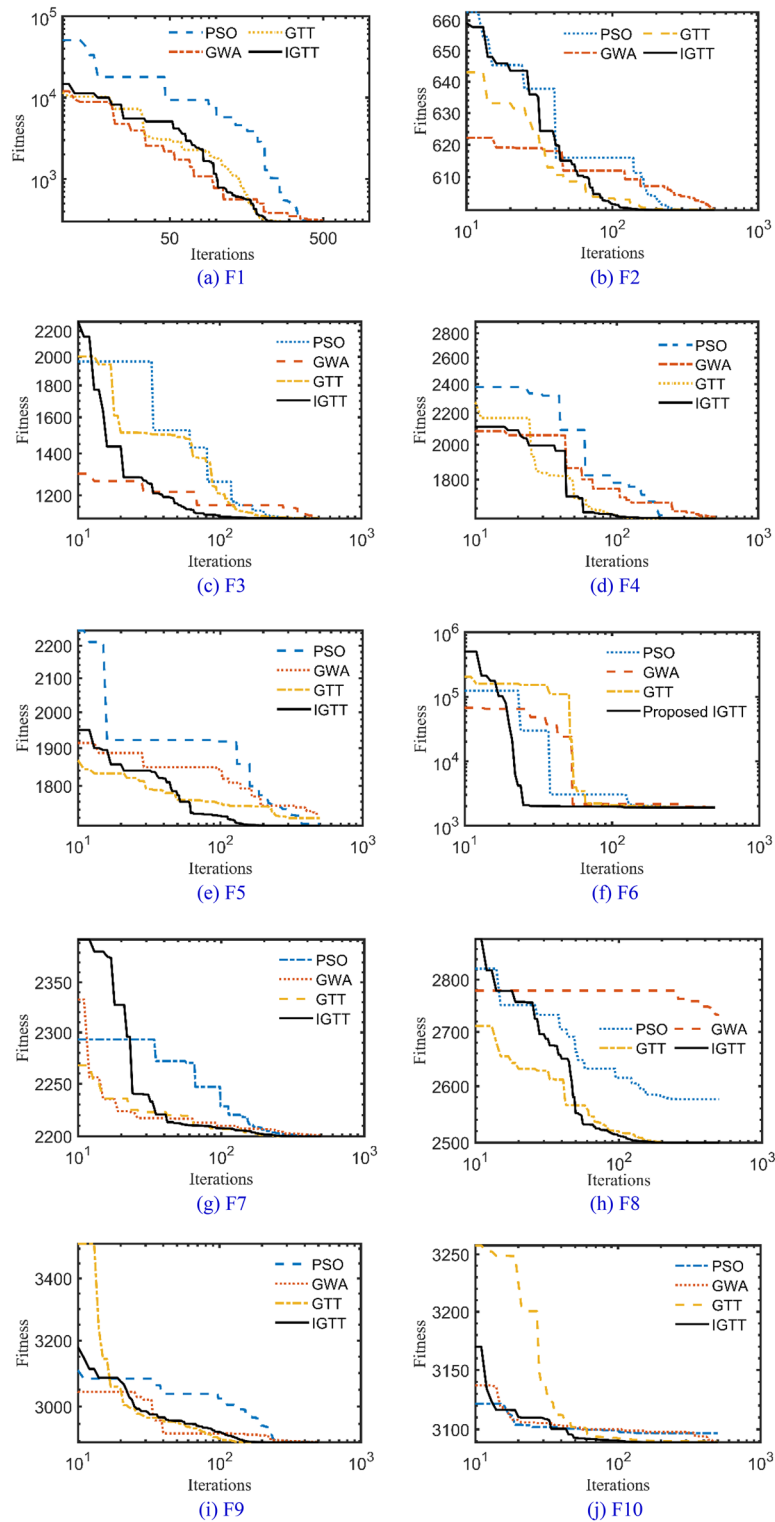 10^5
PSO GTT
GWA IGTT
10^4
10^3
Fitness
50 500
Iterations
(a) F1
660
650
640
630
620
610
Fitness
PSO GTT
GWA IGTT
10^1 10^2 10^3
Iterations
(b) F2
2200
2000
1800
1600
1400
1200
Fitness
PSO
GWA
GTT
IGTT
10^1 10^2 10^3
Iterations
(c) F3
2800
2600
2400
2200
2000
1800
Fitness
PSO
GWA
GTT
IGTT
10^1 10^2 10^3
Iterations
(d) F4
2200
2100
2000
1900
1800
Fitness
PSO
GWA
GTT
IGTT
10^1 10^2 10^3
Iterations
(e) F5
10^6
10^5
10^4
10^3
Fitness
PSO
GWA
GTT
Proposed IGTT
10^1 10^2 10^3
Iterations
(f) F6
2350
2300
2250
2200
Fitness
PSO
GWA
GTT
IGTT
10^1 10^2 10^3
Iterations
(g) F7
2800
2700
2600
2500
Fitness
PSO GWA
GTT IGTT
10^1 10^2 10^3
Iterations
(h) F8
3400
3200
3000
Fitness
PSO
GWA
GTT
IGTT
10^1 10^2 10^3
Iterations
(i) F9
3250
3200
3150
3100
Fitness
PSO
GWA
GTT
IGTT
10^1 10^2 10^3
Iterations
(j) F10